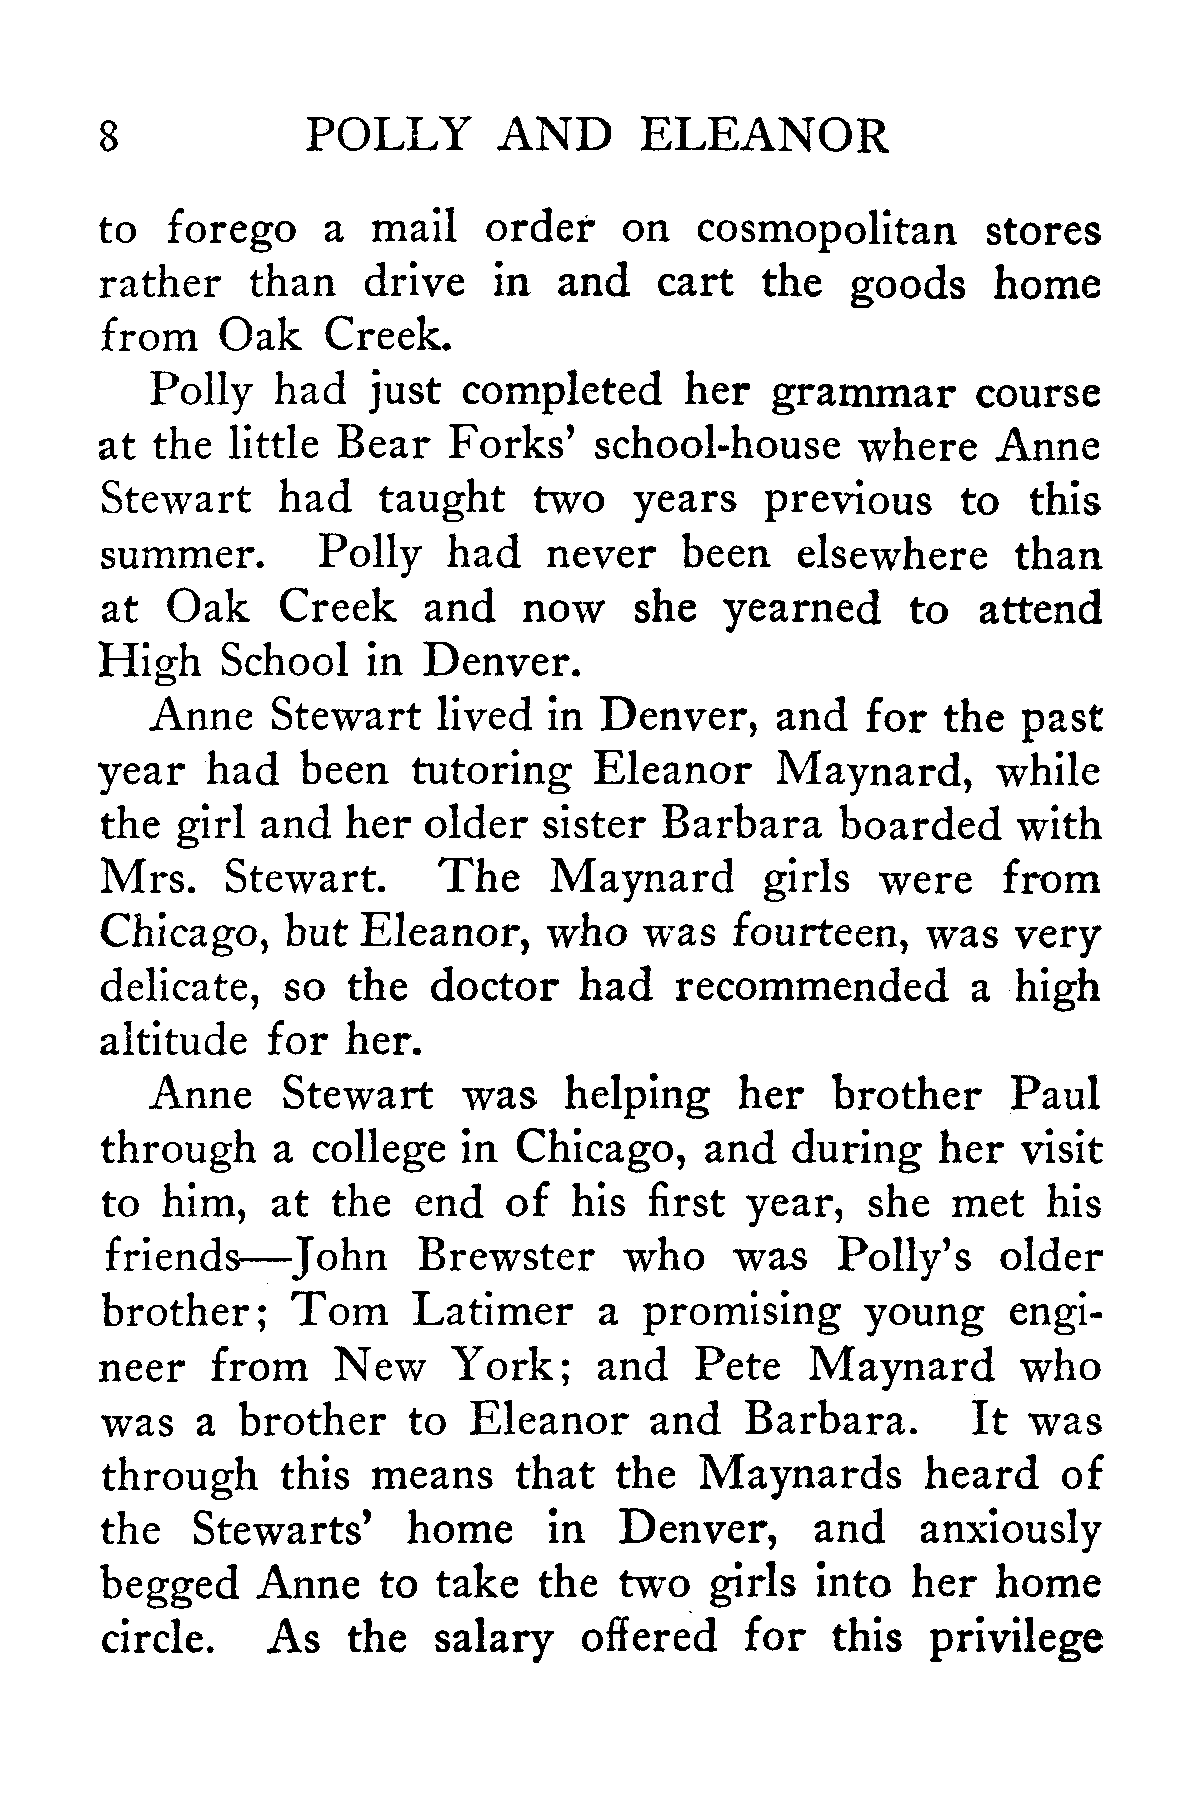 8 POLLY AND ELEANOR
to forego a mail order on cosmopolitan stores
rather than drive in and cart the goods home
from Oak Creek.
Polly had just completed her grammar course
at the little Bear Forks' school-house where Anne
Stewart had taught two years previous to this
summer. Polly had never been elsewhere than
at Oak Creek and now she yearned to attend
High School in Denver.
Anne Stewart lived in Denver, and for the past
year had been tutoring Eleanor Maynard, while
the girl and her older sister Barbara boarded with
Mrs. Stewart. The Maynard girls were from
Chicago, but Eleanor, who was fourteen, was very
delicate, so the doctor had recommended a high
altitude for her.
Anne Stewart was helping her brother Paul
through a college in Chicago, and during her visit
to him, at the end of his first year, she met his
friends—John Brewster who was Polly's older
brother; Tom Latimer a promising young engi-
neer from New York; and Pete Maynard who
was a brother to Eleanor and Barbara. It was
through this means that the Maynards heard of
the Stewarts' home in Denver, and anxiously
begged Anne to take the two girls into her home
circle. As the salary offered for this privilege